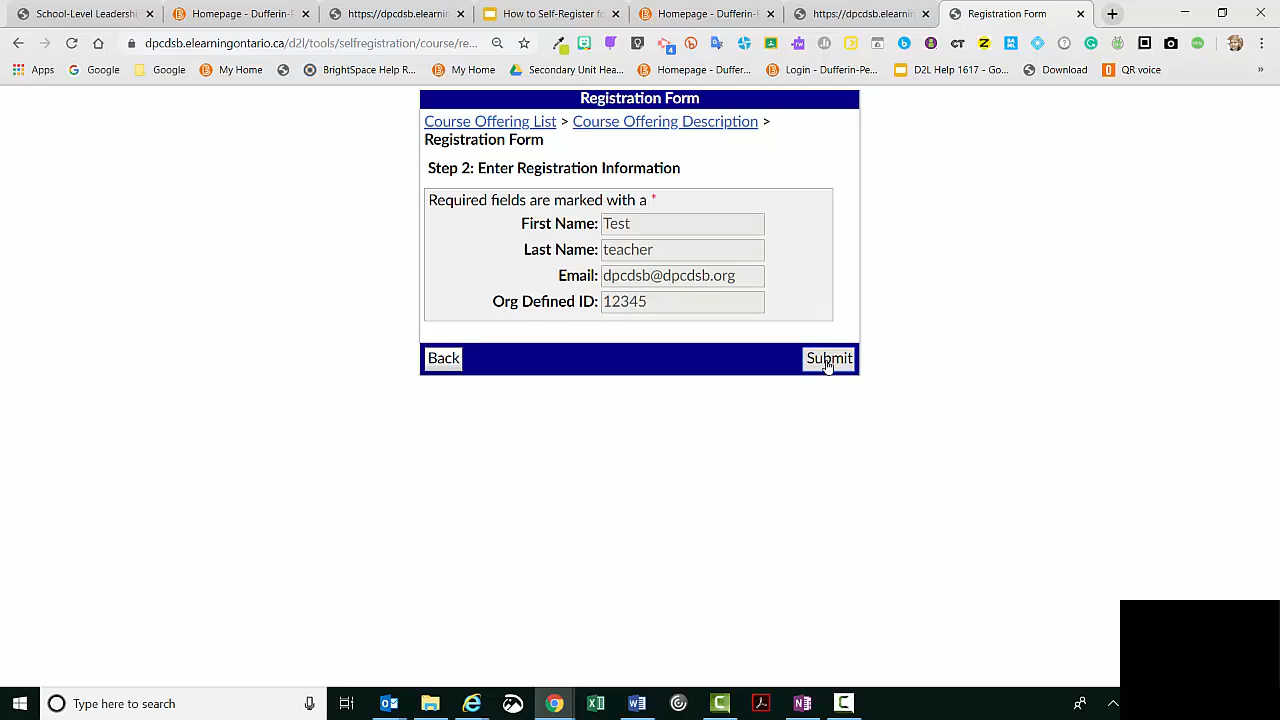 School-Level Leadershi
Homepage - Dufferin-P
https://dpcdsb.elearning
How to Self-Register fo
Homepage - Dufferin-P
https://dpcdsb.elearning
Registration Form
dpcdsb.elearningontario.ca/d2l/tools/selfregistration/course/re...
Apps
Google
Google
My Home
BrightSpace Help R...
My Home
Secondary Unit Hea...
Homepage - Duffer...
Login - Dufferin-Pe...
D2L Help 1617 - Go...
Download
QR voice
Registration Form
Course Offering List > Course Offering Description >
Registration Form
Step 2: Enter Registration Information
Required fields are marked with a *
First Name: Test
Last Name: teacher
Email: dpcdsb@dpcdsb.org
Org Defined ID: 12345
Back
Submit
Type here to search